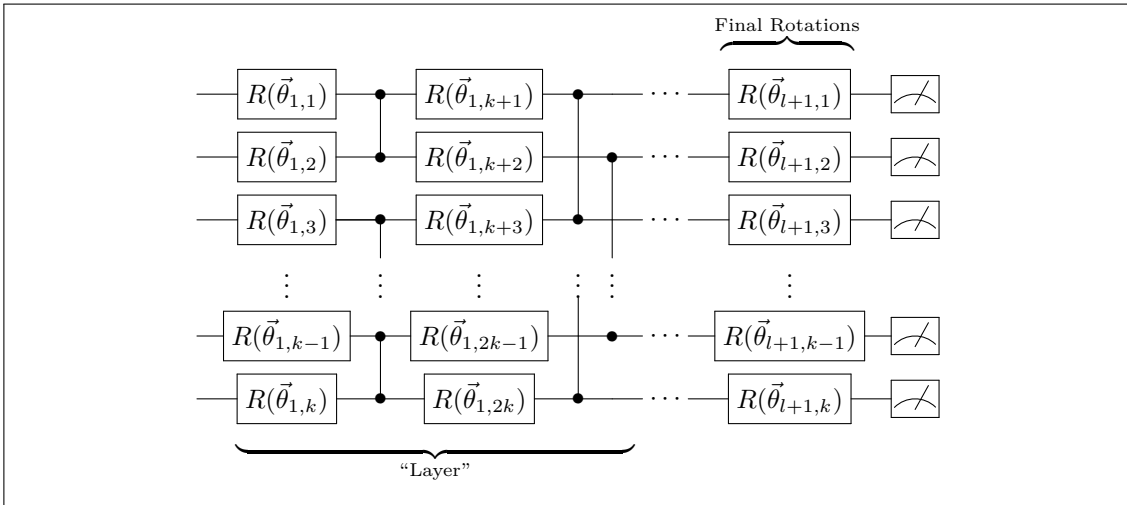 Final Rotations
R(θ⃗₁,₁) R(θ⃗₁,ₖ₊₁) ··· R(θ⃗ₗ₊₁,₁)
R(θ⃗₁,₂) R(θ⃗₁,ₖ₊₂) ··· R(θ⃗ₗ₊₁,₂)
R(θ⃗₁,₃) R(θ⃗₁,ₖ₊₃) ··· R(θ⃗ₗ₊₁,₃)
⋮ ⋮ ⋮ ⋮ ⋮ ⋮
R(θ⃗₁,ₖ₋₁) R(θ⃗₁,₂ₖ₋₁) ··· R(θ⃗ₗ₊₁,ₖ₋₁)
R(θ⃗₁,ₖ) R(θ⃗₁,₂ₖ) ··· R(θ⃗ₗ₊₁,ₖ)
“Layer”